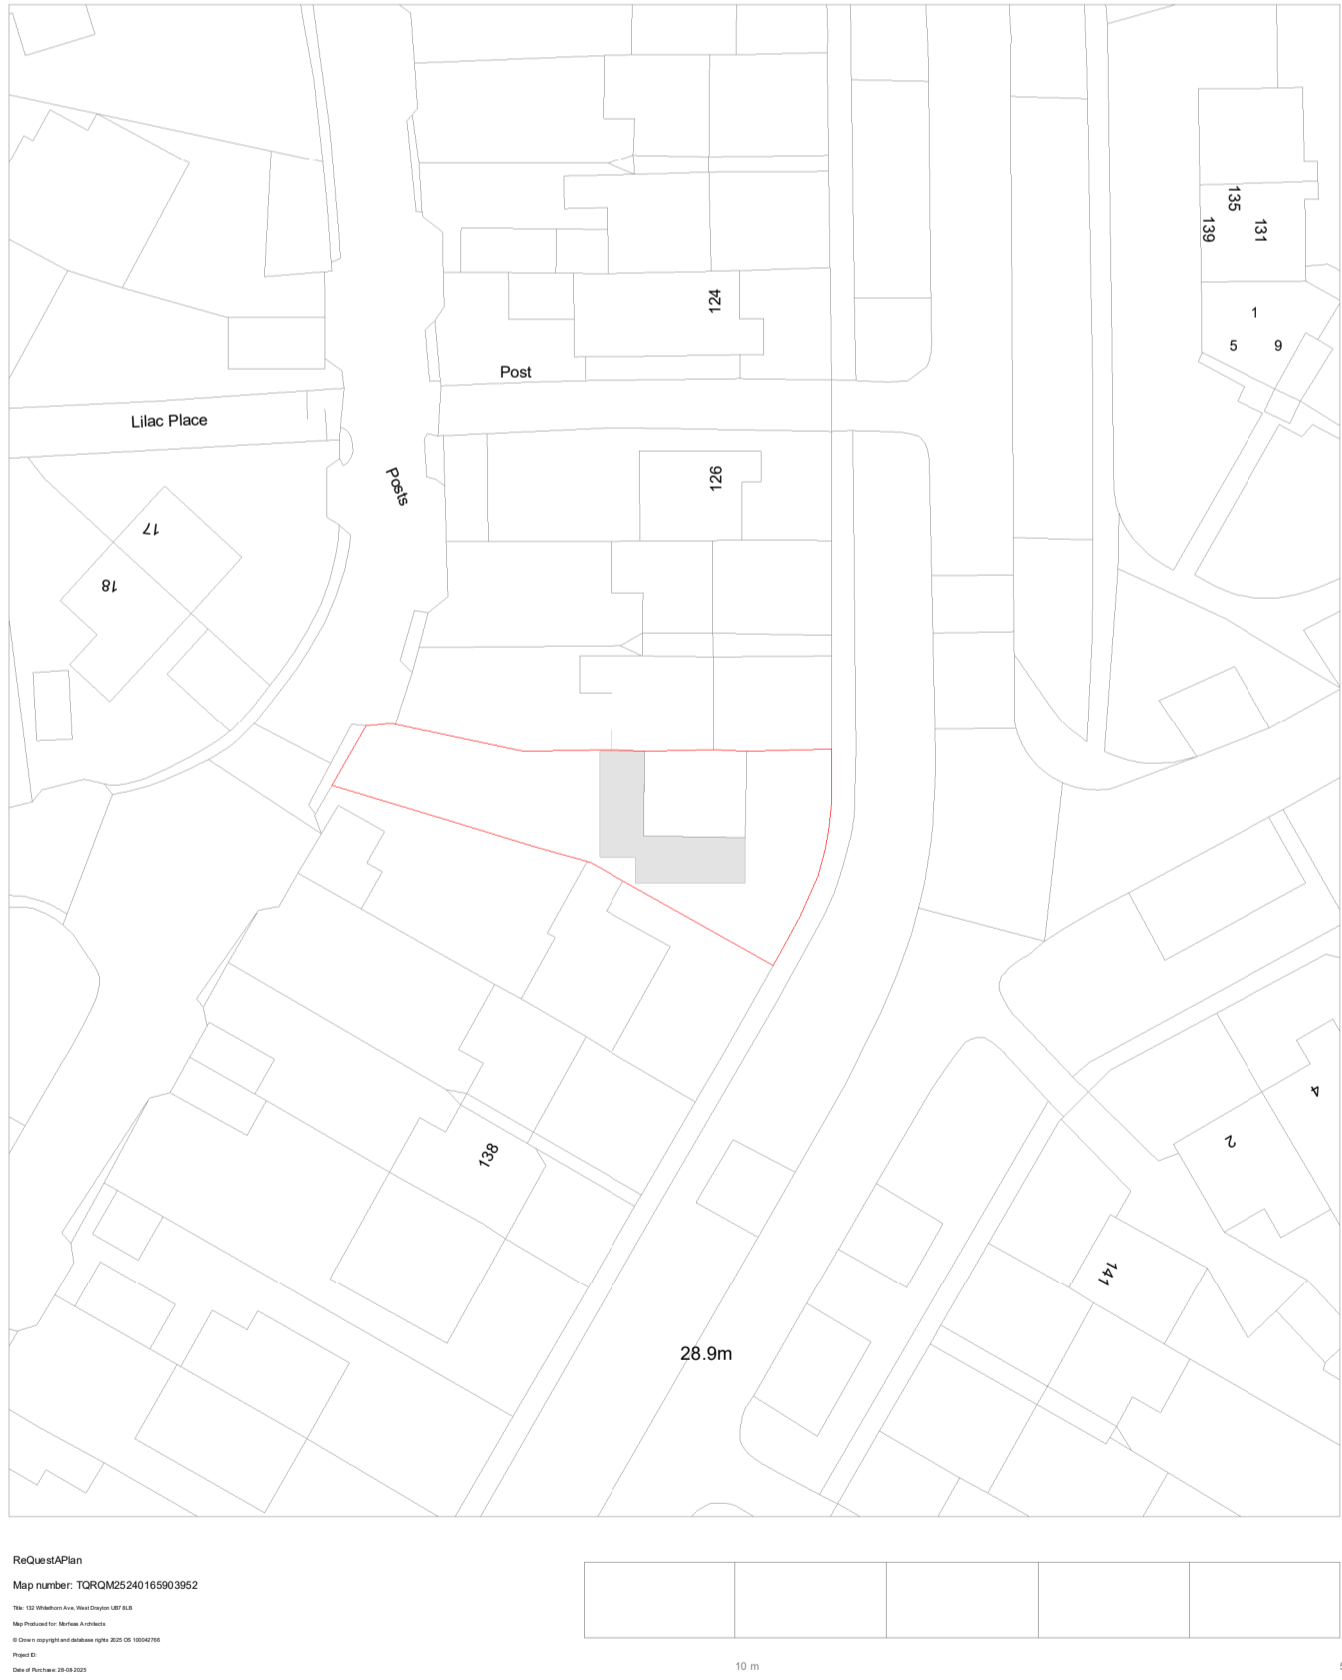 135
139
131
124
1
5
9
Post
Lilac Place
126
Posts
17
18
4
2
138
141
28.9m
ReQuestAPlan
Map number: TQRQM25240165903952
Title: 132 Whitethorn Ave, West Drayton UB7 8LB
Map Produced for: Morfeas Architects
© Crown copyright and database rights 2025 OS 100042766
Project ID:
Date of Purchase: 28-08-2025
10 m